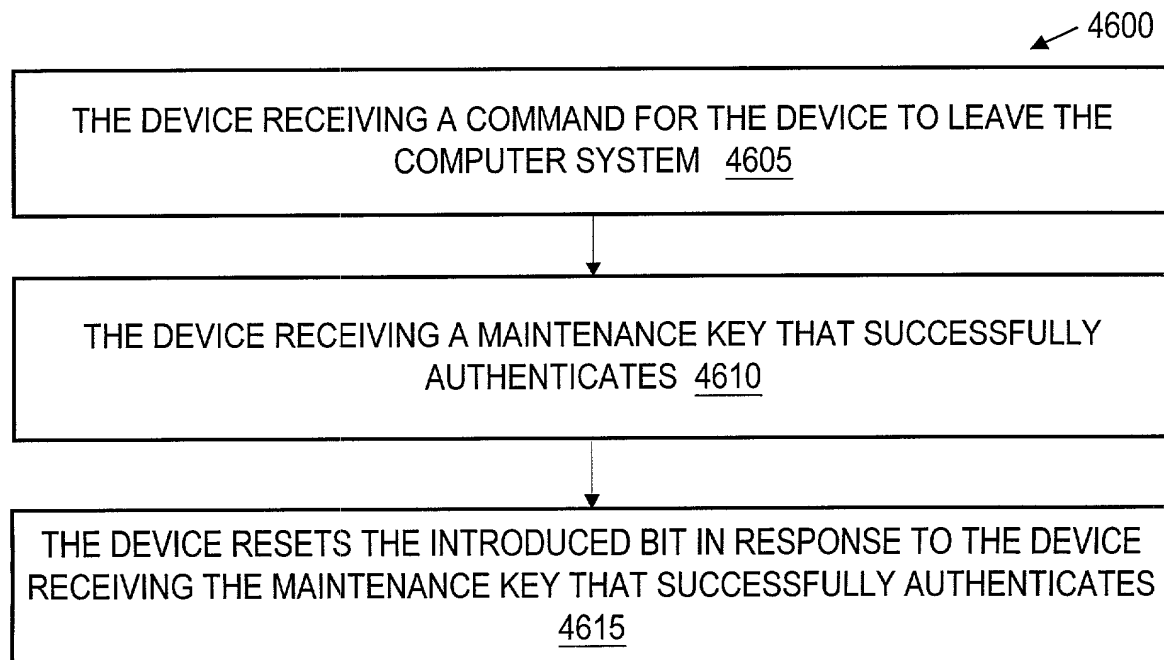 4600
THE DEVICE RECEIVING A COMMAND FOR THE DEVICE TO LEAVE THE
COMPUTER SYSTEM 4605
THE DEVICE RECEIVING A MAINTENANCE KEY THAT SUCCESSFULLY
AUTHENTICATES 4610
THE DEVICE RESETS THE INTRODUCED BIT IN RESPONSE TO THE DEVICE
RECEIVING THE MAINTENANCE KEY THAT SUCCESSFULLY AUTHENTICATES
4615